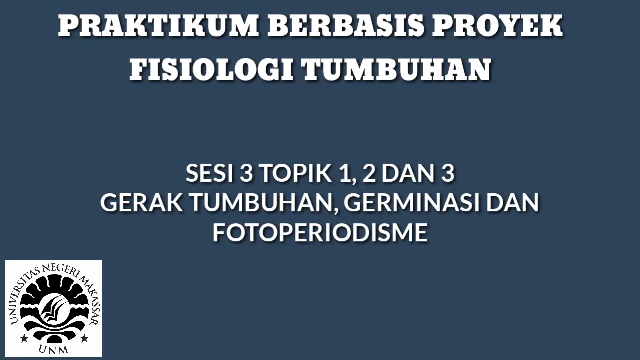 PRAKTIKUM BERBASIS PROYEK
FISIOLOGI TUMBUHAN
SESI 3 TOPIK 1, 2 DAN 3
GERAK TUMBUHAN, GERMINASI DAN
FOTOPERIODISME
UNIVERSITAS NEGERI MAKASSAR
UNM